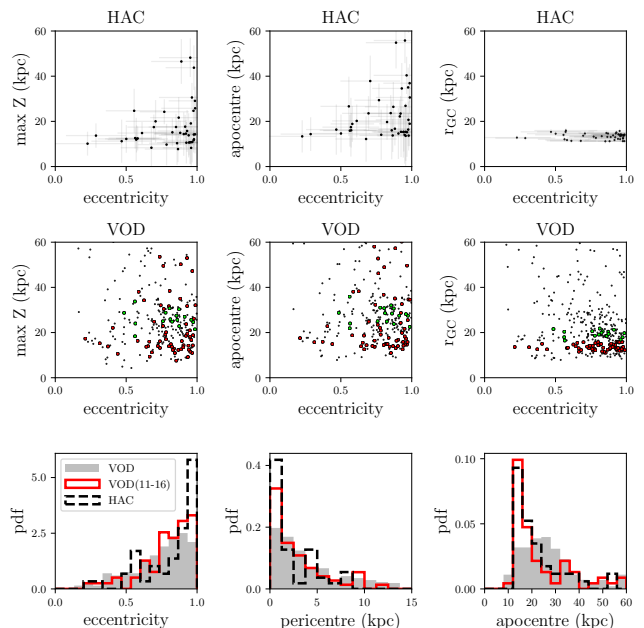 HAC HAC HAC
max Z (kpc) apocentre (kpc) r_GC (kpc)
60 60 60
40 40 40
20 20 20
0 0 0
0.0 0.5 1.0 0.0 0.5 1.0 0.0 0.5 1.0
eccentricity eccentricity eccentricity
VOD VOD VOD
max Z (kpc) apocentre (kpc) r_GC (kpc)
60 60 60
40 40 40
20 20 20
0 0 0
0.0 0.5 1.0 0.0 0.5 1.0 0.0 0.5 1.0
eccentricity eccentricity eccentricity
pdf pdf pdf
VOD
VOD(11-16)
HAC
5.0 0.4 0.10
2.5 0.2 0.05
0.0 0.0 0.00
0.0 0.5 1.0 0 5 10 15 0 10 20 30 40 50 60
eccentricity pericentre (kpc) apocentre (kpc)